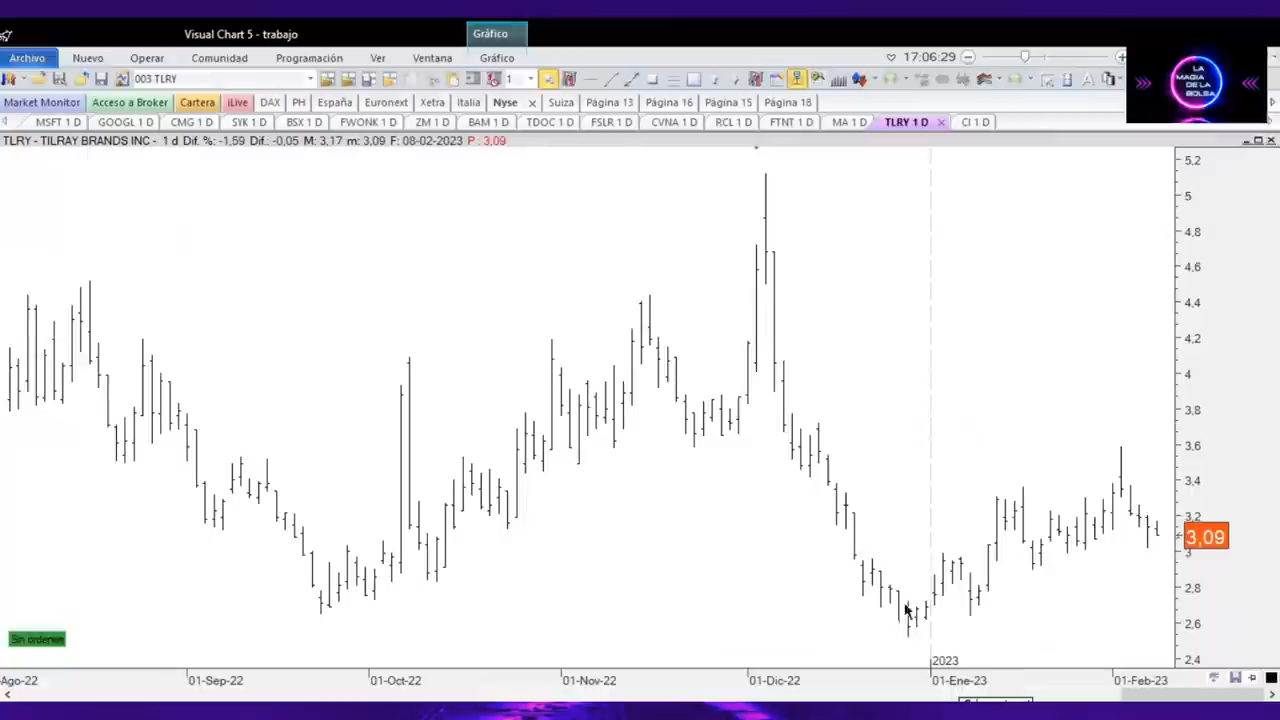 Visual Chart 5 - trabajo
Gráfico
Archivo Nuevo Operar Comunidad Programación Ver Ventana Gráfico 17:06:29
003 TLRY 1
LA
MAGIA
DE LA
BOLSA
Market Monitor Acceso a Broker Cartera iLive DAX PH España Euronext Xetra Italia Nyse Suiza Página 13 Página 16 Página 15 Página 18
MSFT 1 D GOOGL 1 D CMG 1 D SYK 1 D BSX 1 D FWONK 1 D ZM 1 D BAM 1 D TDOC 1 D FSLR 1 D CVNA 1 D RCL 1 D FTNT 1 D MA 1 D TLRY 1 D CI 1 D
TLRY - TILRAY BRANDS INC - 1 d Dif. %: -1,59 Dif.: -0,05 M: 3,17 m: 3,09 F: 08-02-2023 P : 3,09
5,2
5
4,8
4,6
4,4
4,2
4
3,8
3,6
3,4
3,2
3,09
3
2,8
2,6
2,4
Sin ordenes
2023
Ago-22 01-Sep-22 01-Oct-22 01-Nov-22 01-Dic-22 01-Ene-23 01-Feb-23